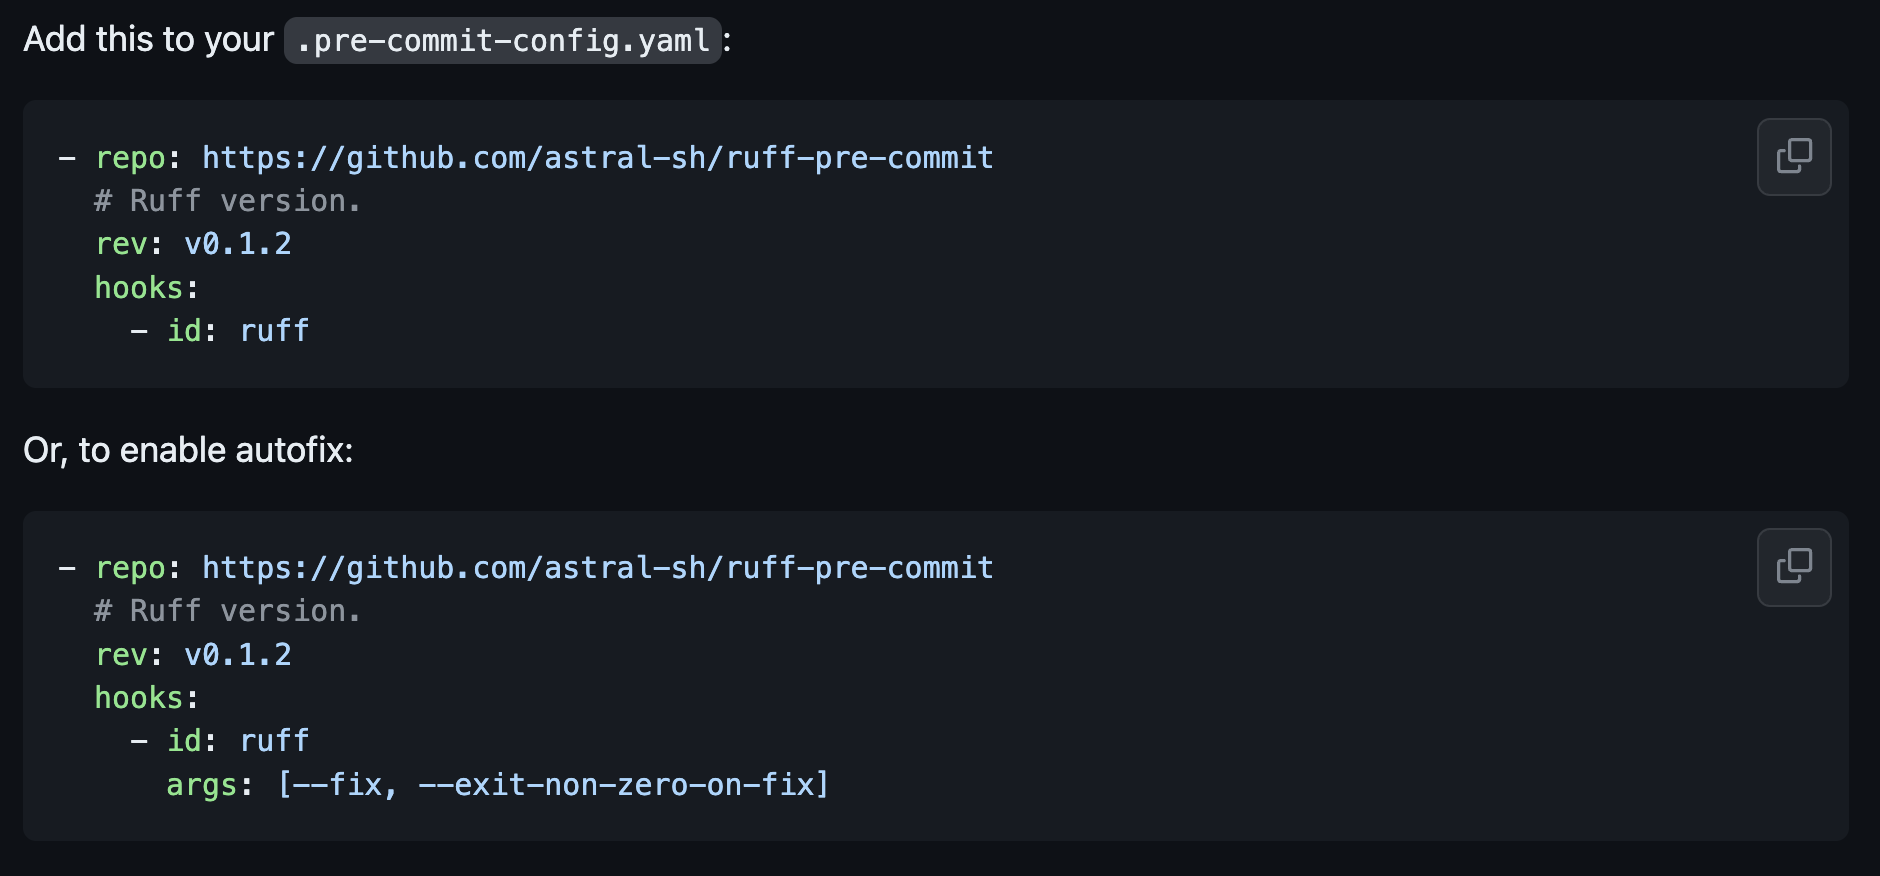 Add this to your .pre-commit-config.yaml:
- repo: https://github.com/astral-sh/ruff-pre-commit
  # Ruff version.
  rev: v0.1.2
  hooks:
    - id: ruff
Or, to enable autofix:
- repo: https://github.com/astral-sh/ruff-pre-commit
  # Ruff version.
  rev: v0.1.2
  hooks:
    - id: ruff
      args: [--fix, --exit-non-zero-on-fix]